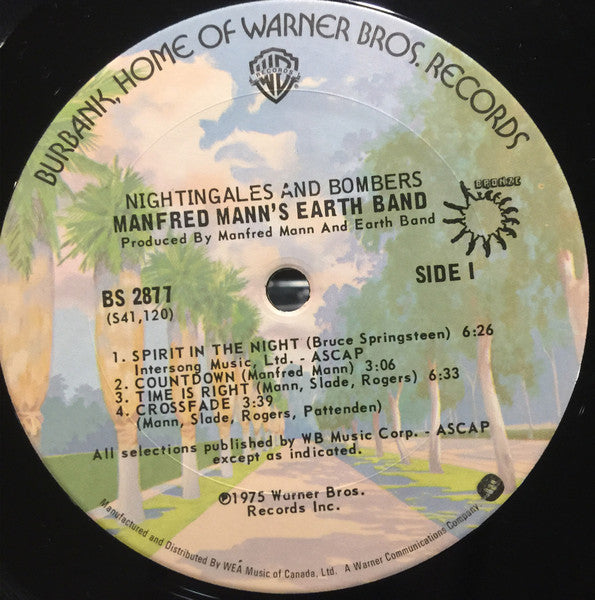 BURBANK, HOME OF WARNER BROS. RECORDS
WB
RECORDS
NIGHTINGALES AND BOMBERS
MANFRED MANN'S EARTH BAND
Produced By Manfred Mann And Earth Band
BRONZE
BS 2877
(S41,120)
SIDE 1
1. SPIRIT IN THE NIGHT (Bruce Springsteen) 6:26
Intersong Music, Ltd. - ASCAP
2. COUNTDOWN (Manfred Mann) 3:06
3. TIME IS RIGHT (Mann, Slade, Rogers) 6:33
4. CROSSFADE 3:39
(Mann, Slade, Rogers, Pattenden)
All selections published by WB Music Corp. - ASCAP
except as indicated.
℗1975 Warner Bros.
Records Inc.
Manufactured and Distributed By WEA Music of Canada, Ltd. A Warner Communications Company